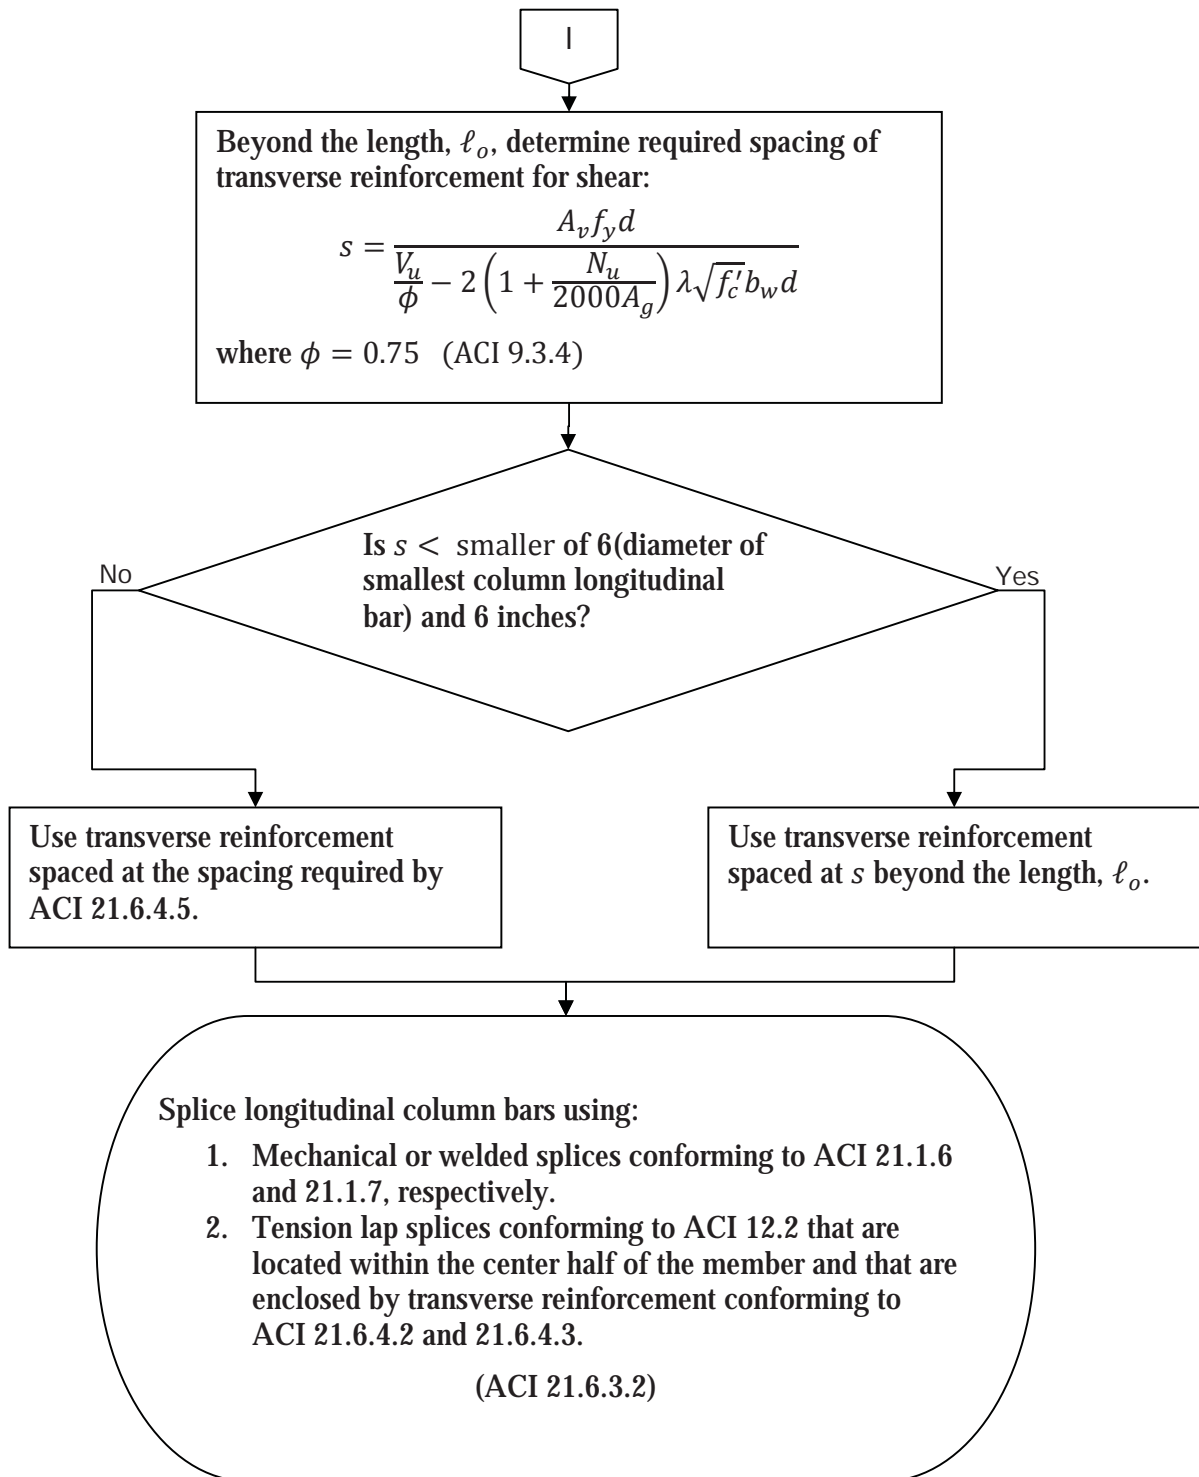 I
Beyond the length, ℓₒ, determine required spacing of
transverse reinforcement for shear:
s = A_v f_y d / (V_u/ϕ − 2(1 + N_u/2000A_g) λ√f_c′ b_w d)
where ϕ = 0.75 (ACI 9.3.4)
Is s < smaller of 6(diameter of
smallest column longitudinal
bar) and 6 inches?
No
Yes
Use transverse reinforcement
spaced at the spacing required by
ACI 21.6.4.5.
Use transverse reinforcement
spaced at s beyond the length, ℓₒ.
Splice longitudinal column bars using:
1. Mechanical or welded splices conforming to ACI 21.1.6
and 21.1.7, respectively.
2. Tension lap splices conforming to ACI 12.2 that are
located within the center half of the member and that are
enclosed by transverse reinforcement conforming to
ACI 21.6.4.2 and 21.6.4.3.
(ACI 21.6.3.2)